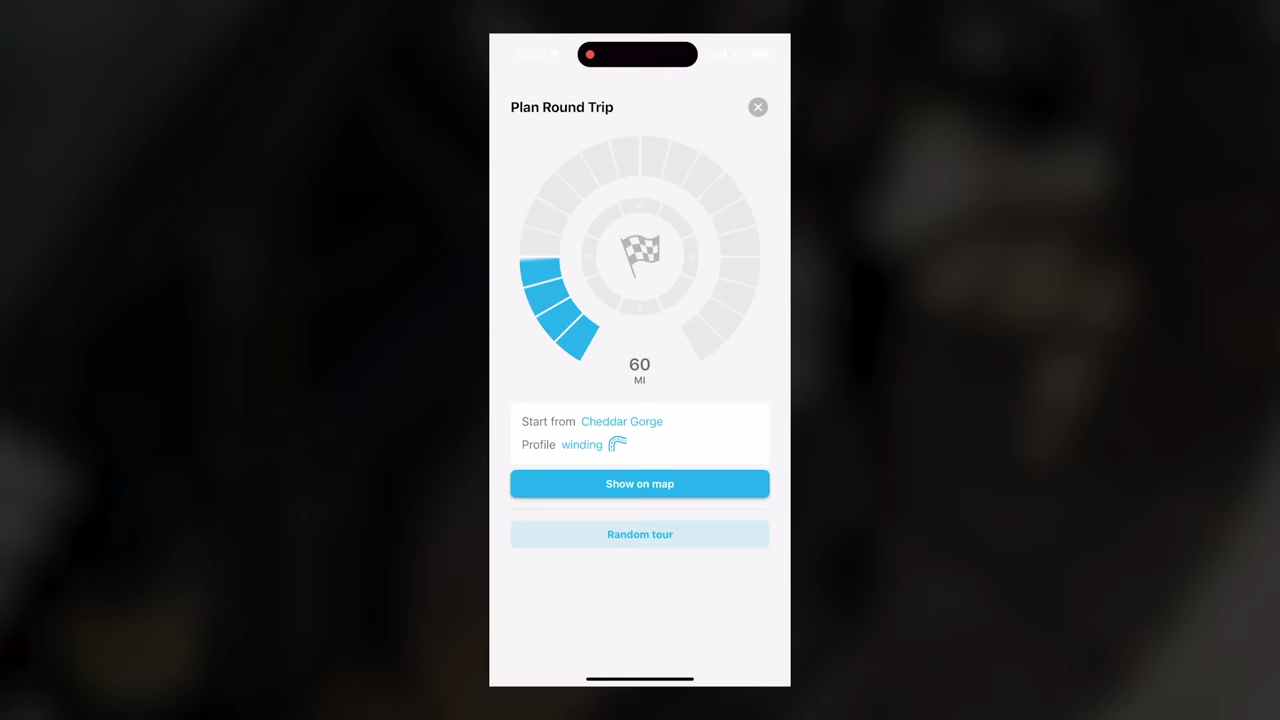 Plan Round Trip
60
MI
Start from Cheddar Gorge
Profile winding
Show on map
Random tour